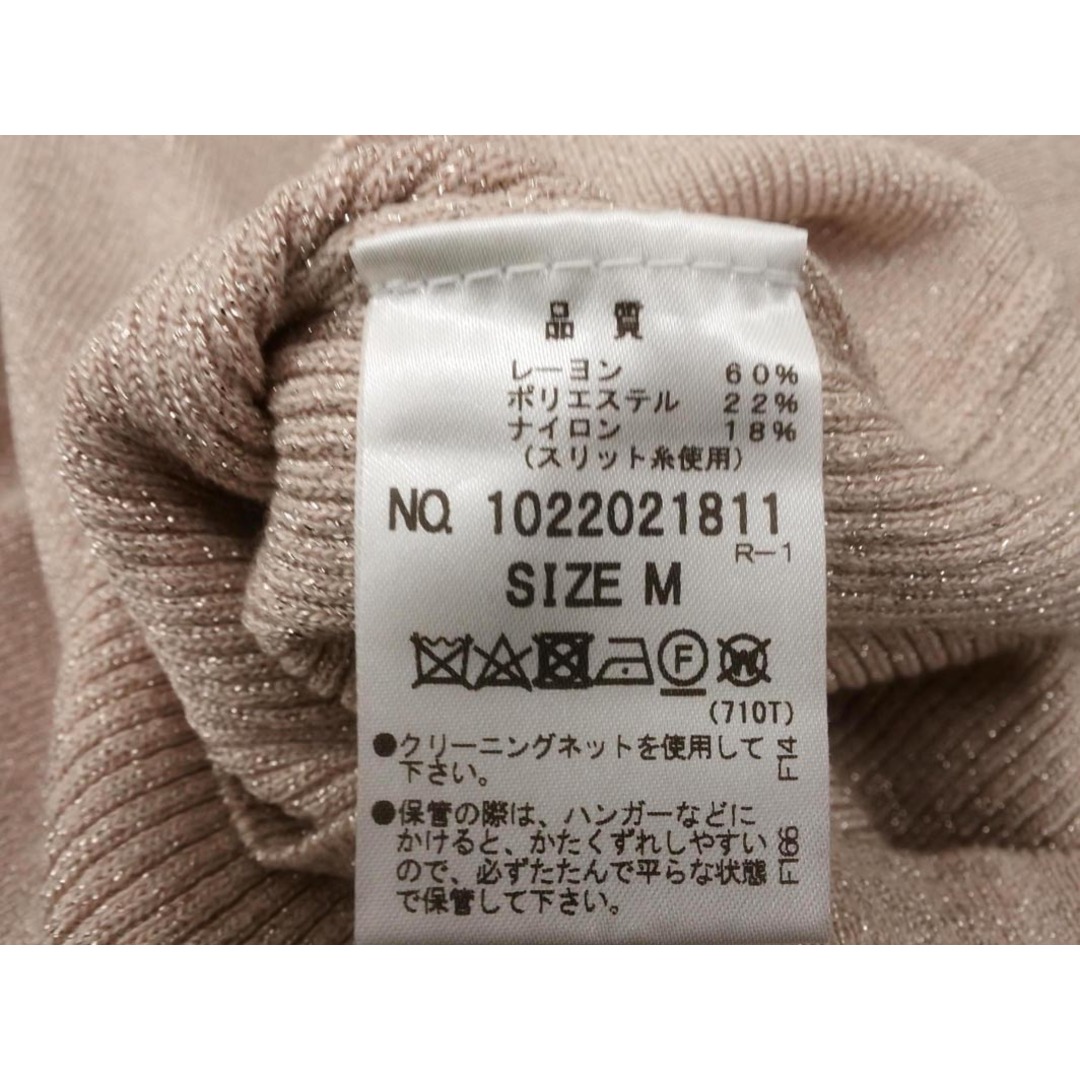 品質
レーヨン 60%
ポリエステル 22%
ナイロン 18%
(スリット糸使用)
NO. 1022021811
R-1
SIZE M
F W
(710T)
●クリーニングネットを使用して
下さい。
F14
●保管の際は、ハンガーなどに
かけると、かたくずれしやすい
ので、必ずたたんで平らな状態
で保管して下さい。
F166